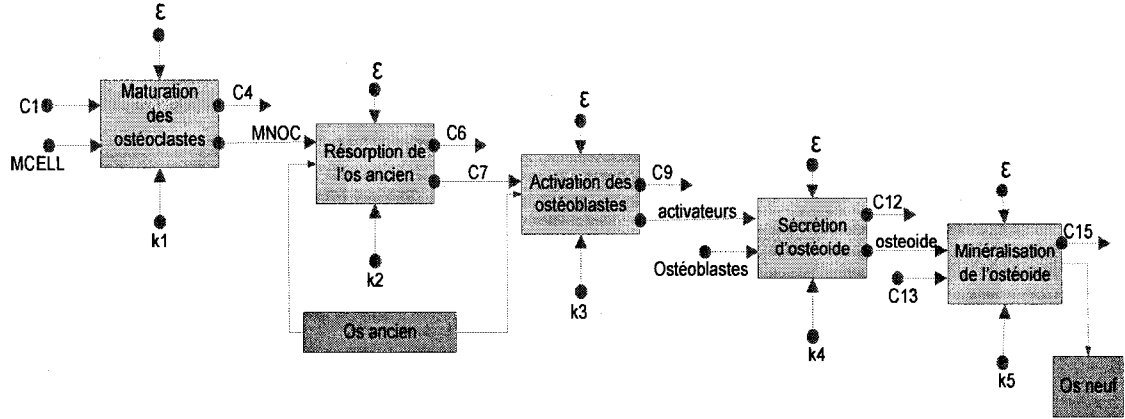 ε
C1
MCELL
Maturation
des
ostéoclastes
C4
MNOC
k1
ε
Résorption de
l'os ancien
C6
C7
k2
Os ancien
ε
Activation des
ostéoblastes
C9
activateurs
k3
ε
Ostéoblastes
Sécrétion
d'ostéoide
C12
osteoide
k4
ε
C13
Minéralisation
de l'ostéoide
C15
k5
Os neuf